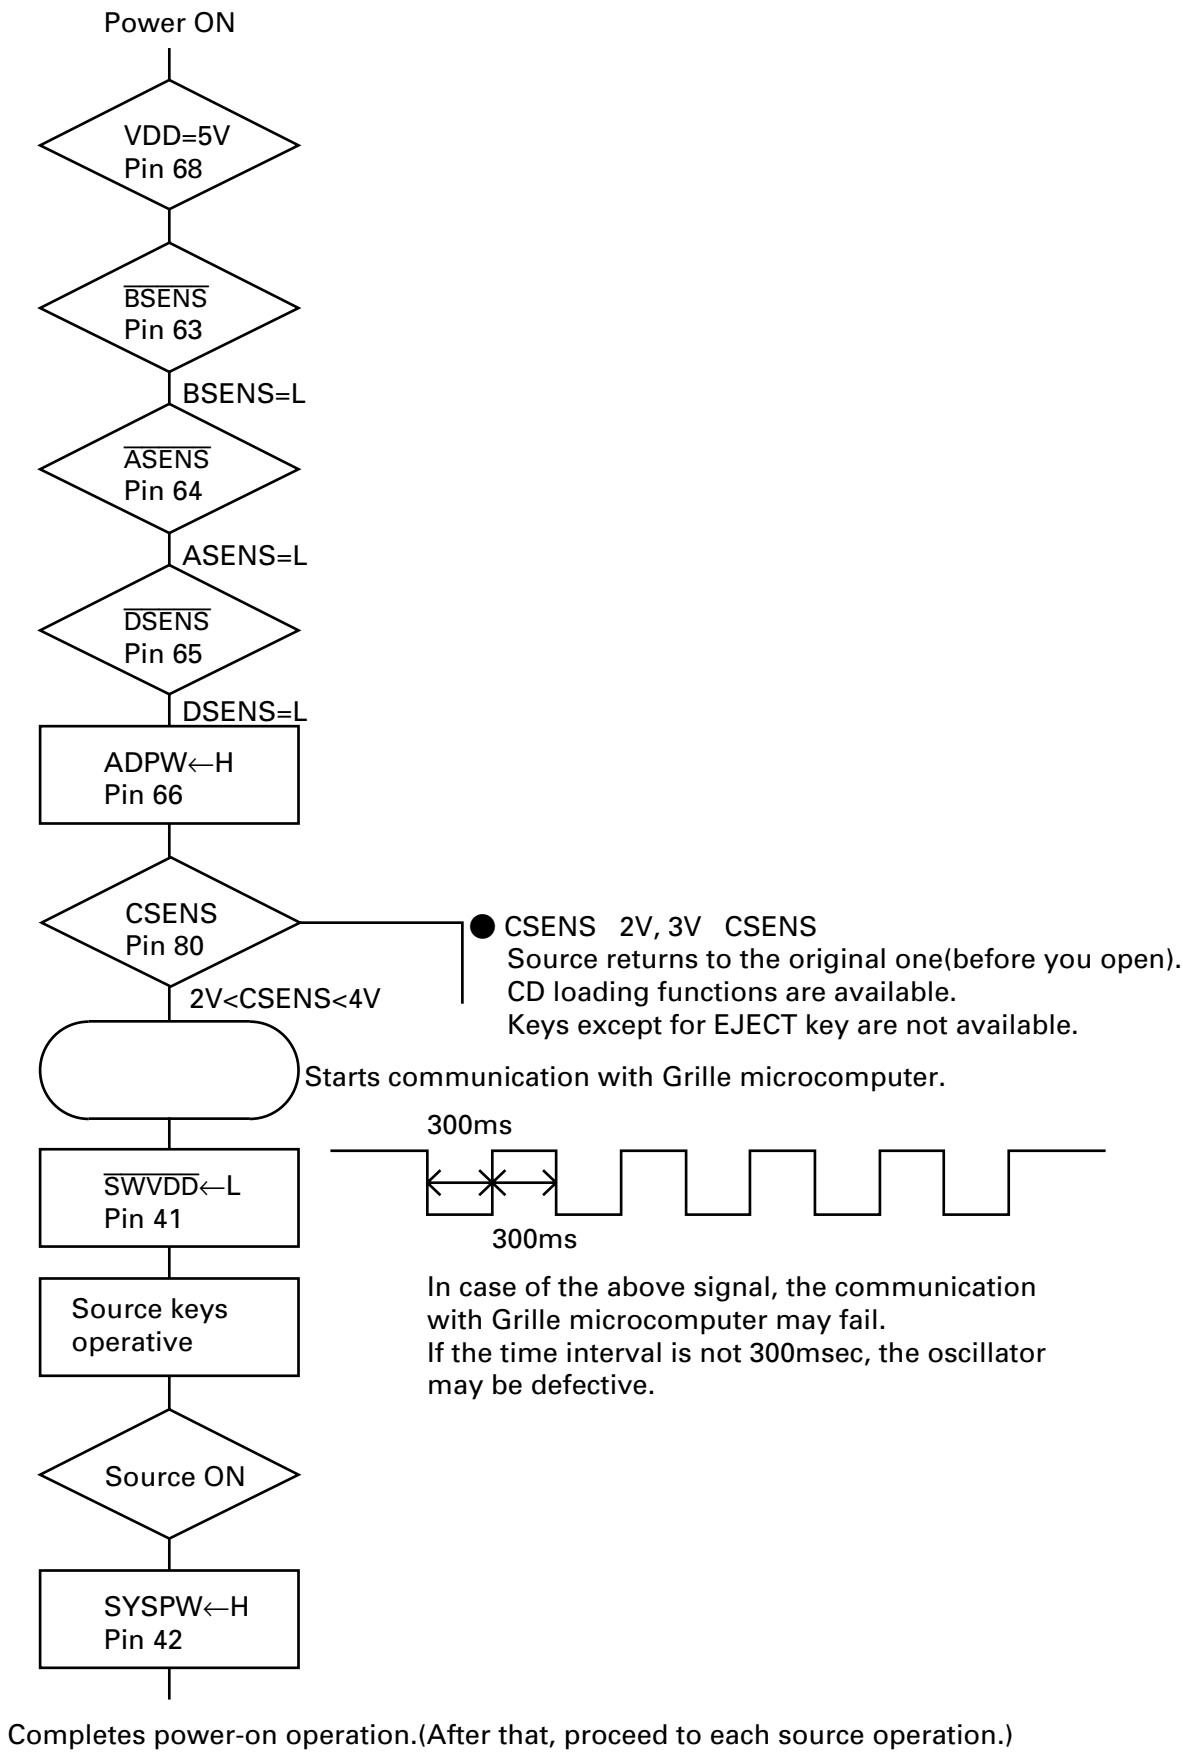 Power ON
VDD=5V
Pin 68
BSENS
Pin 63
BSENS=L
ASENS
Pin 64
ASENS=L
DSENS
Pin 65
DSENS=L
ADPW←H
Pin 66
CSENS
Pin 80
● CSENS 2V, 3V CSENS
Source returns to the original one(before you open).
CD loading functions are available.
Keys except for EJECT key are not available.
2V<CSENS<4V
Starts communication with Grille microcomputer.
300ms
SWVDD←L
Pin 41
300ms
In case of the above signal, the communication
with Grille microcomputer may fail.
If the time interval is not 300msec, the oscillator
may be defective.
Source keys
operative
Source ON
SYSPW←H
Pin 42
Completes power-on operation.(After that, proceed to each source operation.)